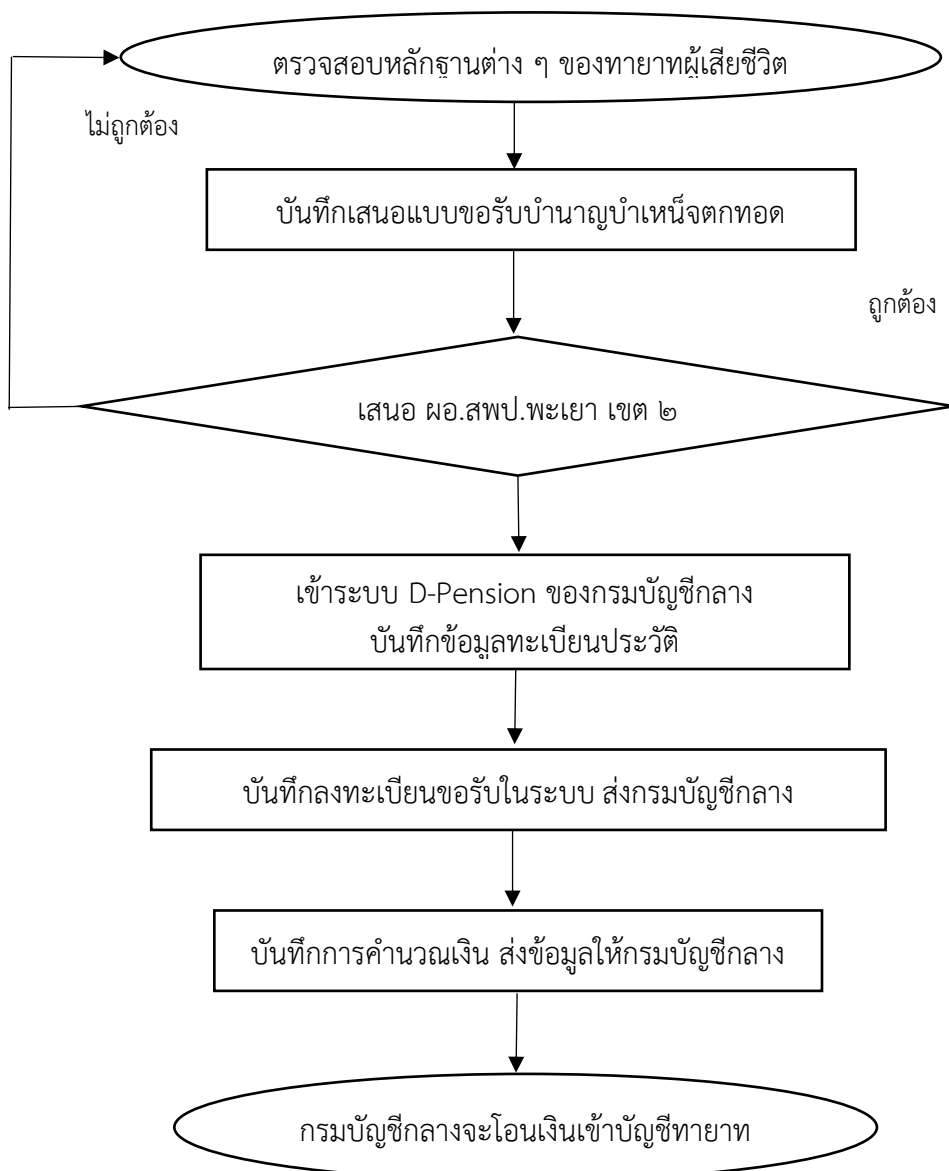 ตรวจสอบหลักฐานต่าง ๆ ของทายาทผู้เสียชีวิต
ไม่ถูกต้อง
บันทึกเสนอแบบขอรับบำนาญบำเหน็จตกทอด
ถูกต้อง
เสนอ ผอ.สพป.พะเยา เขต ๒
เข้าระบบ D-Pension ของกรมบัญชีกลาง
บันทึกข้อมูลทะเบียนประวัติ
บันทึกลงทะเบียนขอรับในระบบ ส่งกรมบัญชีกลาง
บันทึกการคำนวณเงิน ส่งข้อมูลให้กรมบัญชีกลาง
กรมบัญชีกลางจะโอนเงินเข้าบัญชีทายาท